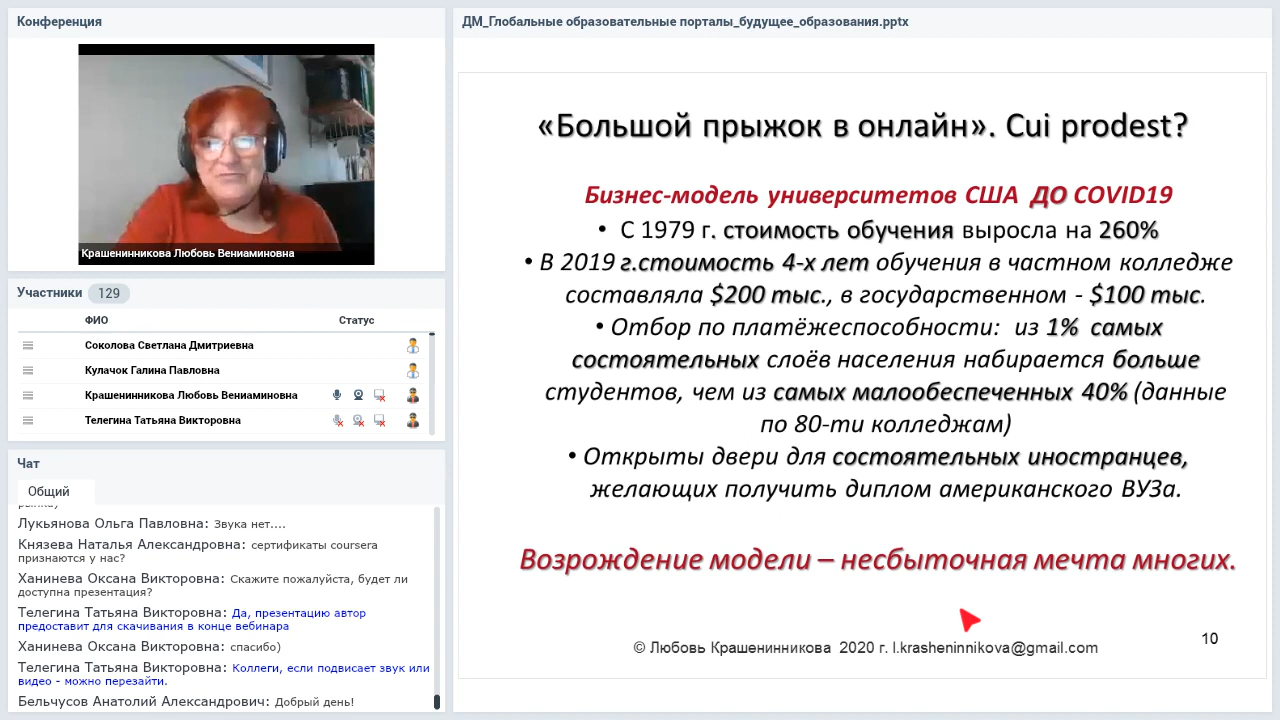 Конференция
Крашенинникова Любовь Вениаминовна
Участники 129
ФИО Статус
Соколова Светлана Дмитриевна
Кулачок Галина Павловна
Крашенинникова Любовь Вениаминовна
Телегина Татьяна Викторовна
Чат
Общий
Лукьянова Ольга Павловна: Звука нет....
Князева Наталья Александровна: сертификаты coursera
признаются у нас?
Ханинева Оксана Викторовна: Скажите пожалуйста, будет ли
доступна презентация?
Телегина Татьяна Викторовна: Да, презентацию автор
предоставит для скачивания в конце вебинара
Ханинева Оксана Викторовна: спасибо)
Телегина Татьяна Викторовна: Коллеги, если подвисает звук или
видео - можно перезайти.
Бельчусов Анатолий Александрович: Добрый день!
ДМ_Глобальные образовательные порталы_будущее_образования.pptx
«Большой прыжок в онлайн». Cui prodest?
Бизнес-модель университетов США ДО COVID19
• С 1979 г. стоимость обучения выросла на 260%
• В 2019 г.стоимость 4-х лет обучения в частном колледже
составляла $200 тыс., в государственном - $100 тыс.
• Отбор по платёжеспособности: из 1% самых
состоятельных слоёв населения набирается больше
студентов, чем из самых малообеспеченных 40% (данные
по 80-ти колледжам)
• Открыты двери для состоятельных иностранцев,
желающих получить диплом американского ВУЗа.
Возрождение модели – несбыточная мечта многих.
© Любовь Крашенинникова 2020 г. l.krasheninnikova@gmail.com
10